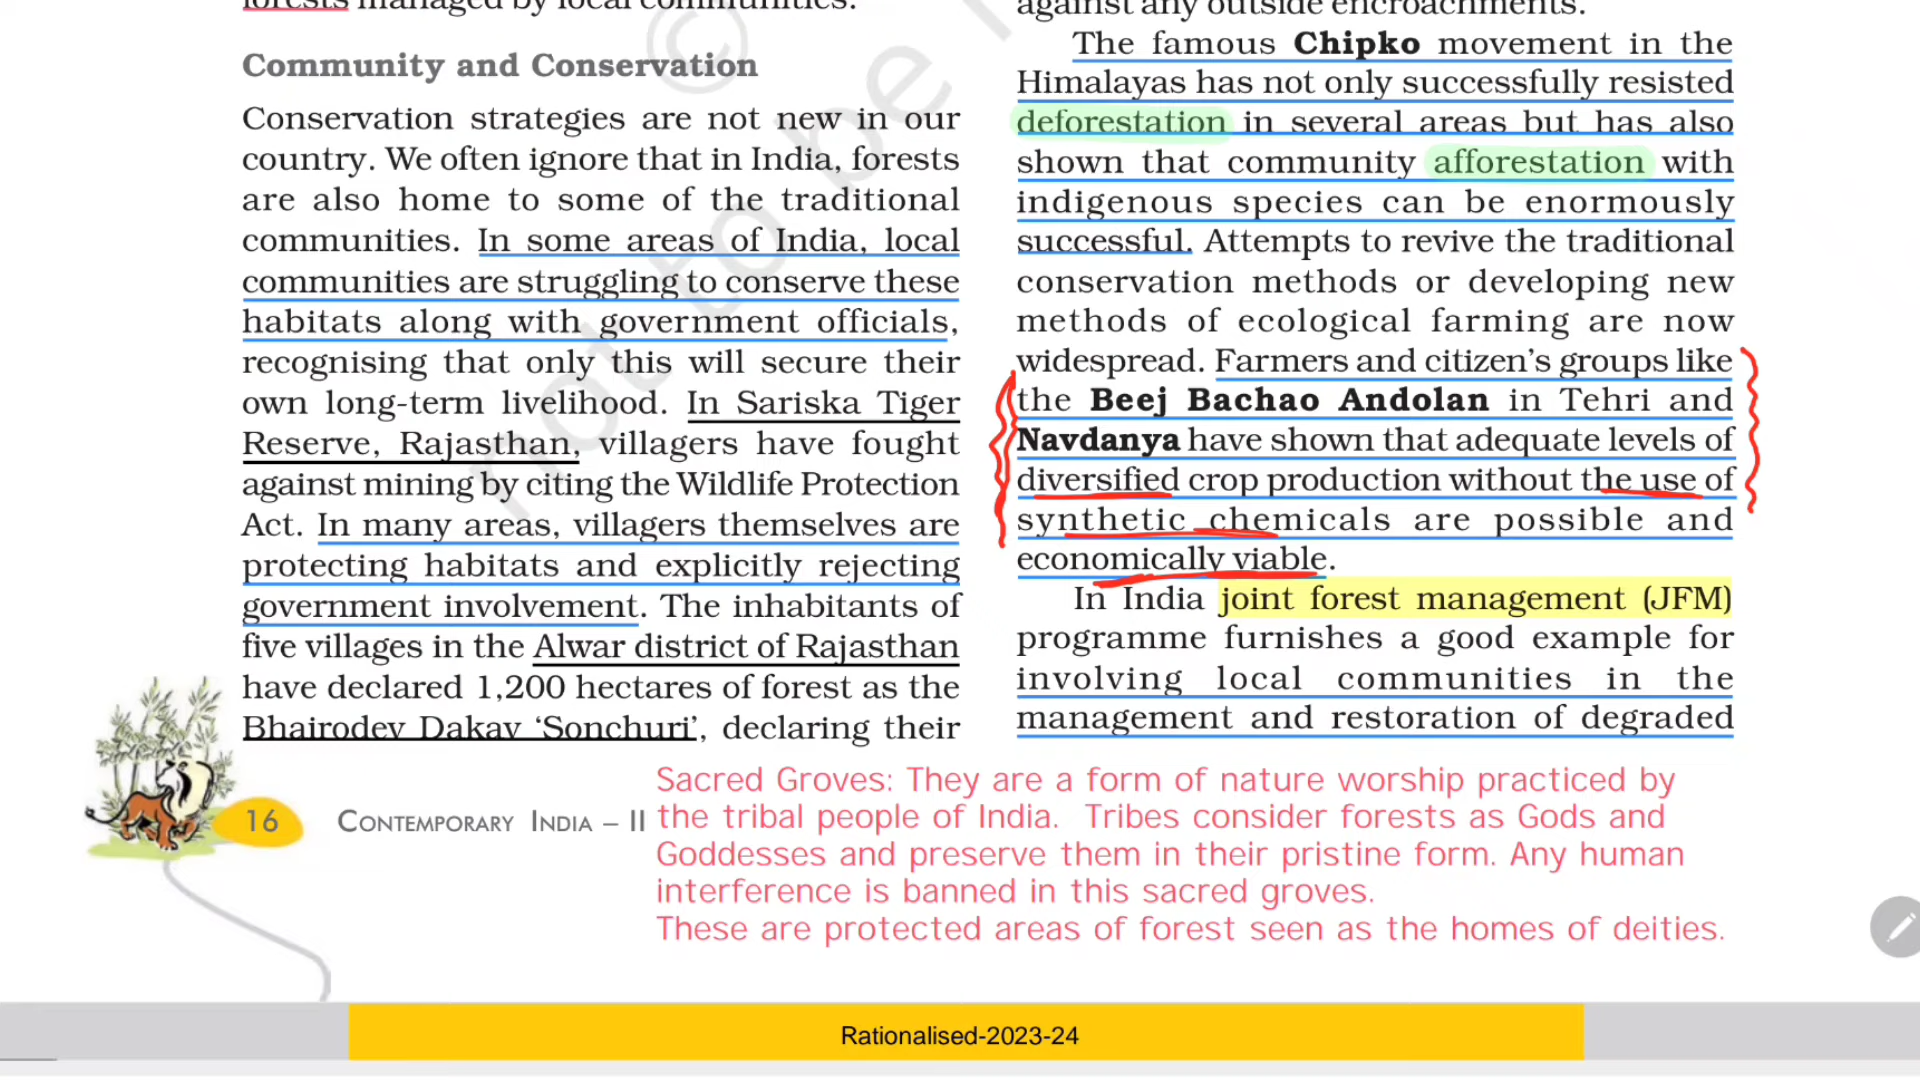 forests managed by local communities.
Community and Conservation
Conservation strategies are not new in our
country. We often ignore that in India, forests
are also home to some of the traditional
communities. In some areas of India, local
communities are struggling to conserve these
habitats along with government officials,
recognising that only this will secure their
own long-term livelihood. In Sariska Tiger
Reserve, Rajasthan, villagers have fought
against mining by citing the Wildlife Protection
Act. In many areas, villagers themselves are
protecting habitats and explicitly rejecting
government involvement. The inhabitants of
five villages in the Alwar district of Rajasthan
have declared 1,200 hectares of forest as the
Bhairodev Dakav ‘Sonchuri’, declaring their
against any outside encroachments.
The famous Chipko movement in the
Himalayas has not only successfully resisted
deforestation in several areas but has also
shown that community afforestation with
indigenous species can be enormously
successful. Attempts to revive the traditional
conservation methods or developing new
methods of ecological farming are now
widespread. Farmers and citizen’s groups like
the Beej Bachao Andolan in Tehri and
Navdanya have shown that adequate levels of
diversified crop production without the use of
synthetic chemicals are possible and
economically viable.
In India joint forest management (JFM)
programme furnishes a good example for
involving local communities in the
management and restoration of degraded
Sacred Groves: They are a form of nature worship practiced by
the tribal people of India. Tribes consider forests as Gods and
Goddesses and preserve them in their pristine form. Any human
interference is banned in this sacred groves.
These are protected areas of forest seen as the homes of deities.
16 Contemporary India – II
© not to be
Rationalised-2023-24